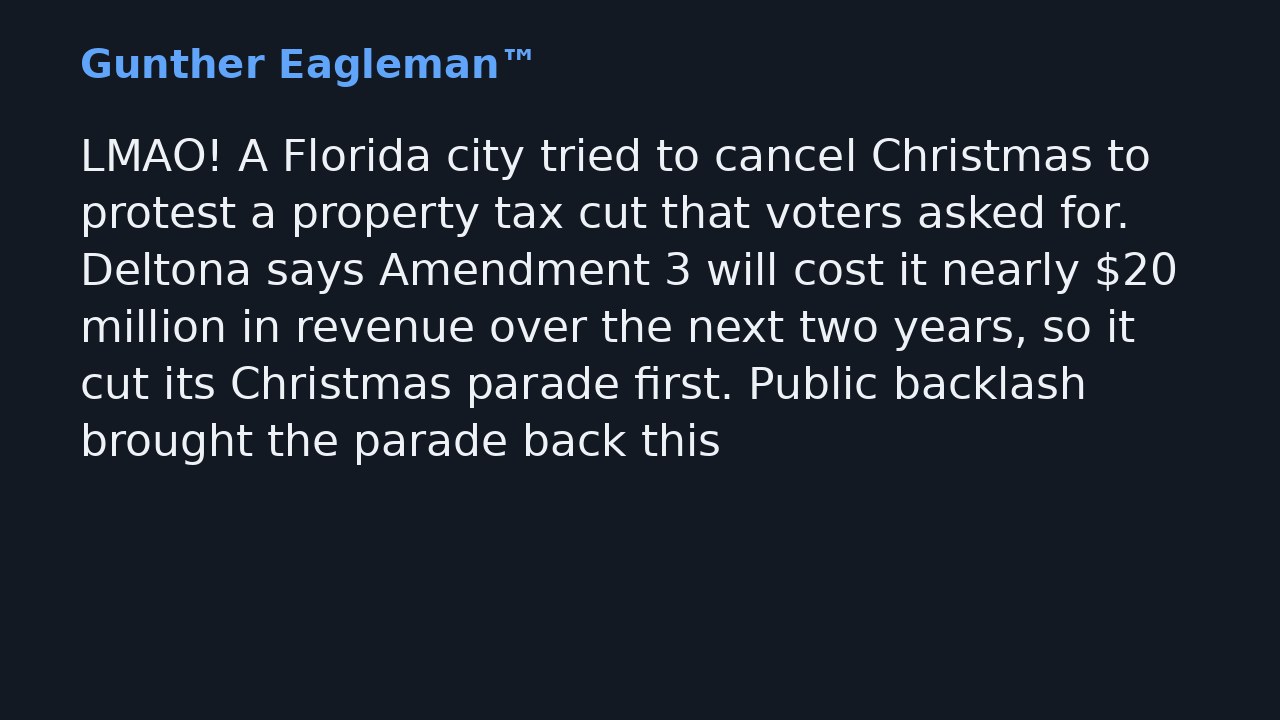 Gunther Eagleman™
LMAO! A Florida city tried to cancel Christmas to
protest a property tax cut that voters asked for.
Deltona says Amendment 3 will cost it nearly $20
million in revenue over the next two years, so it
cut its Christmas parade first. Public backlash
brought the parade back this